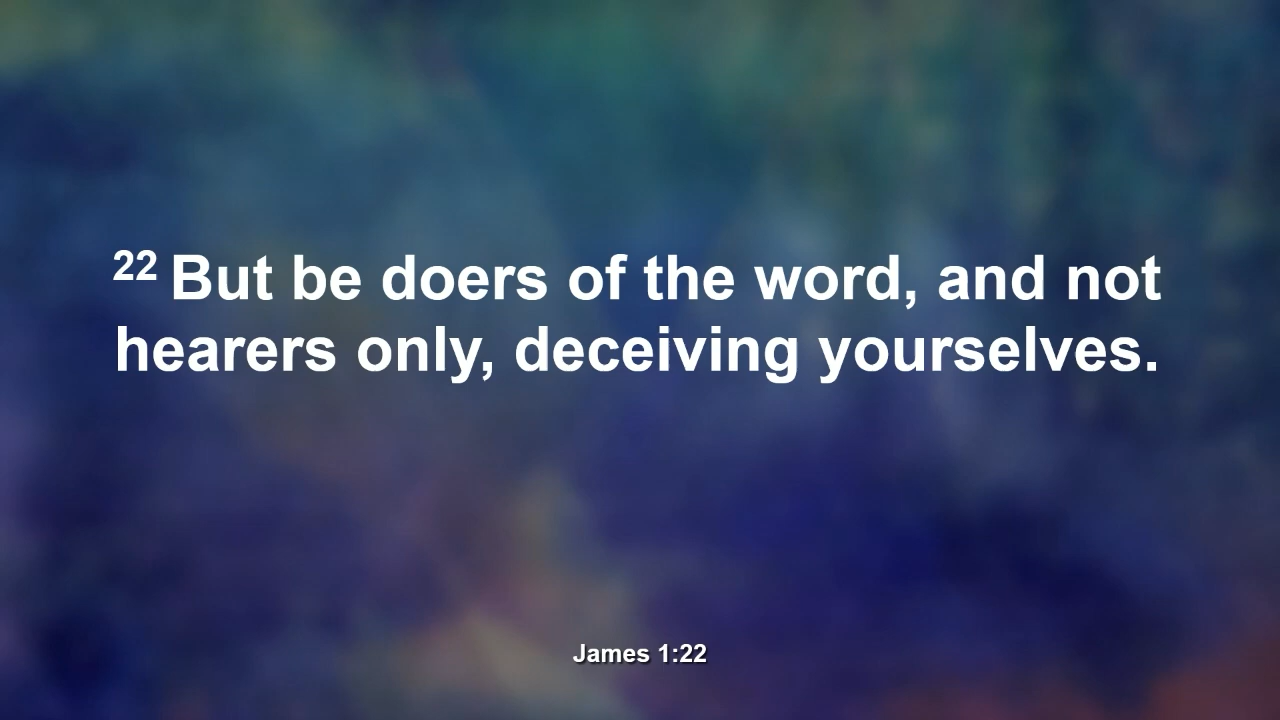 22 But be doers of the word, and not
hearers only, deceiving yourselves.
James 1:22